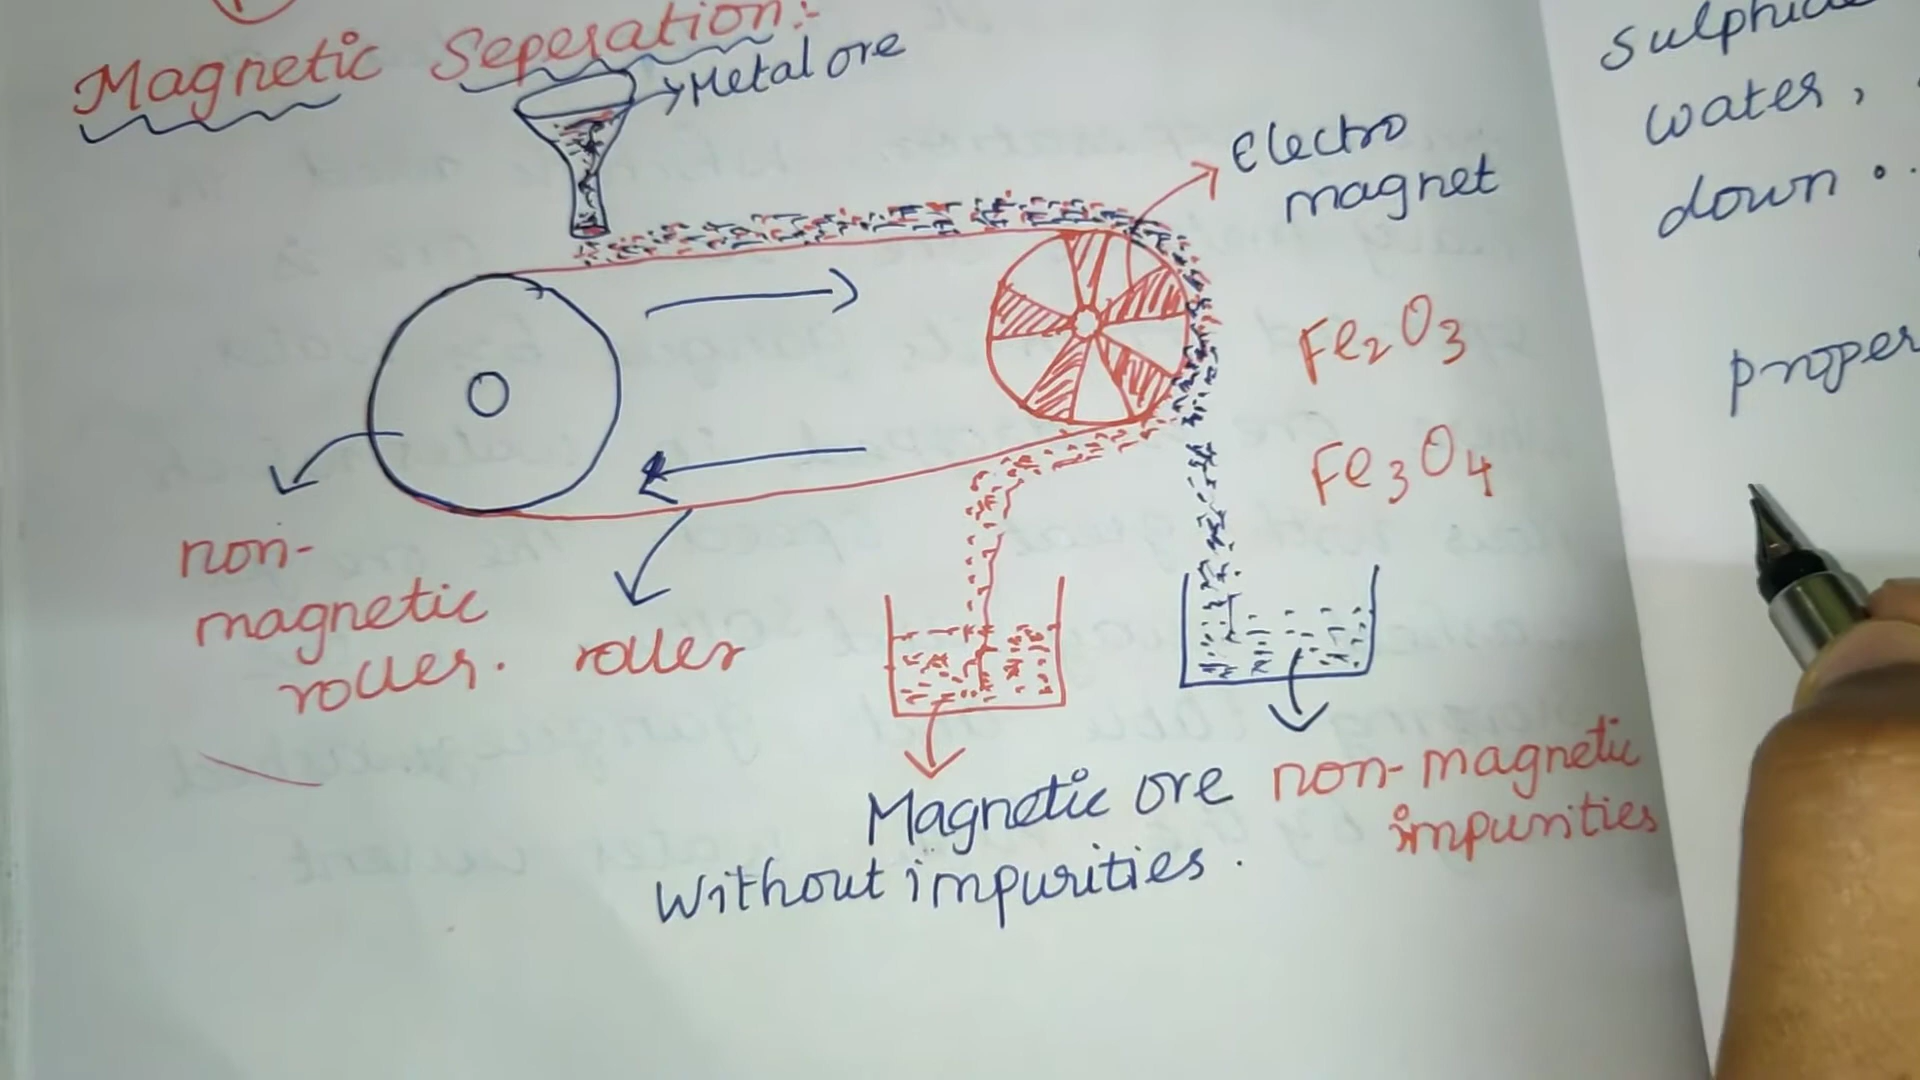 Magnetic Seperation:-
Metal ore
Electro
magnet
Fe2O3
Fe3O4
non-
magnetic
roller.
roller
Magnetic ore
without impurities.
non-magnetic
impurities
water,
down.
proper